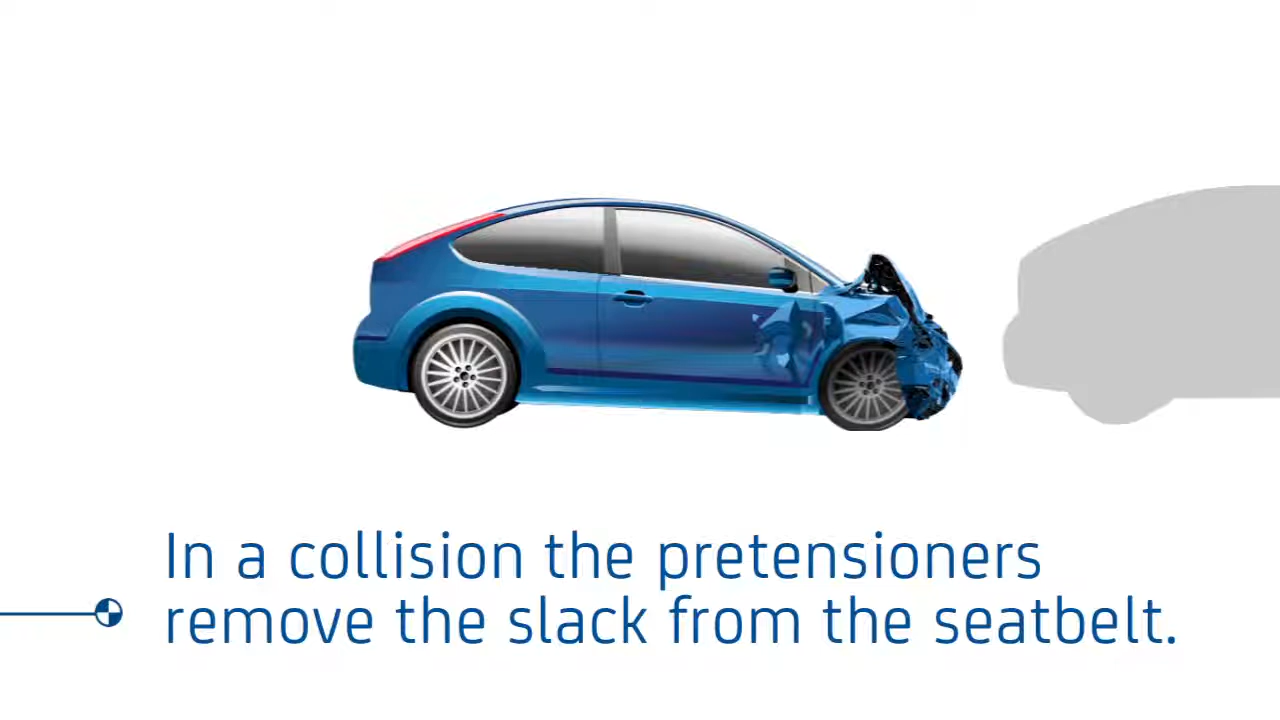 In a collision the pretensioners
remove the slack from the seatbelt.